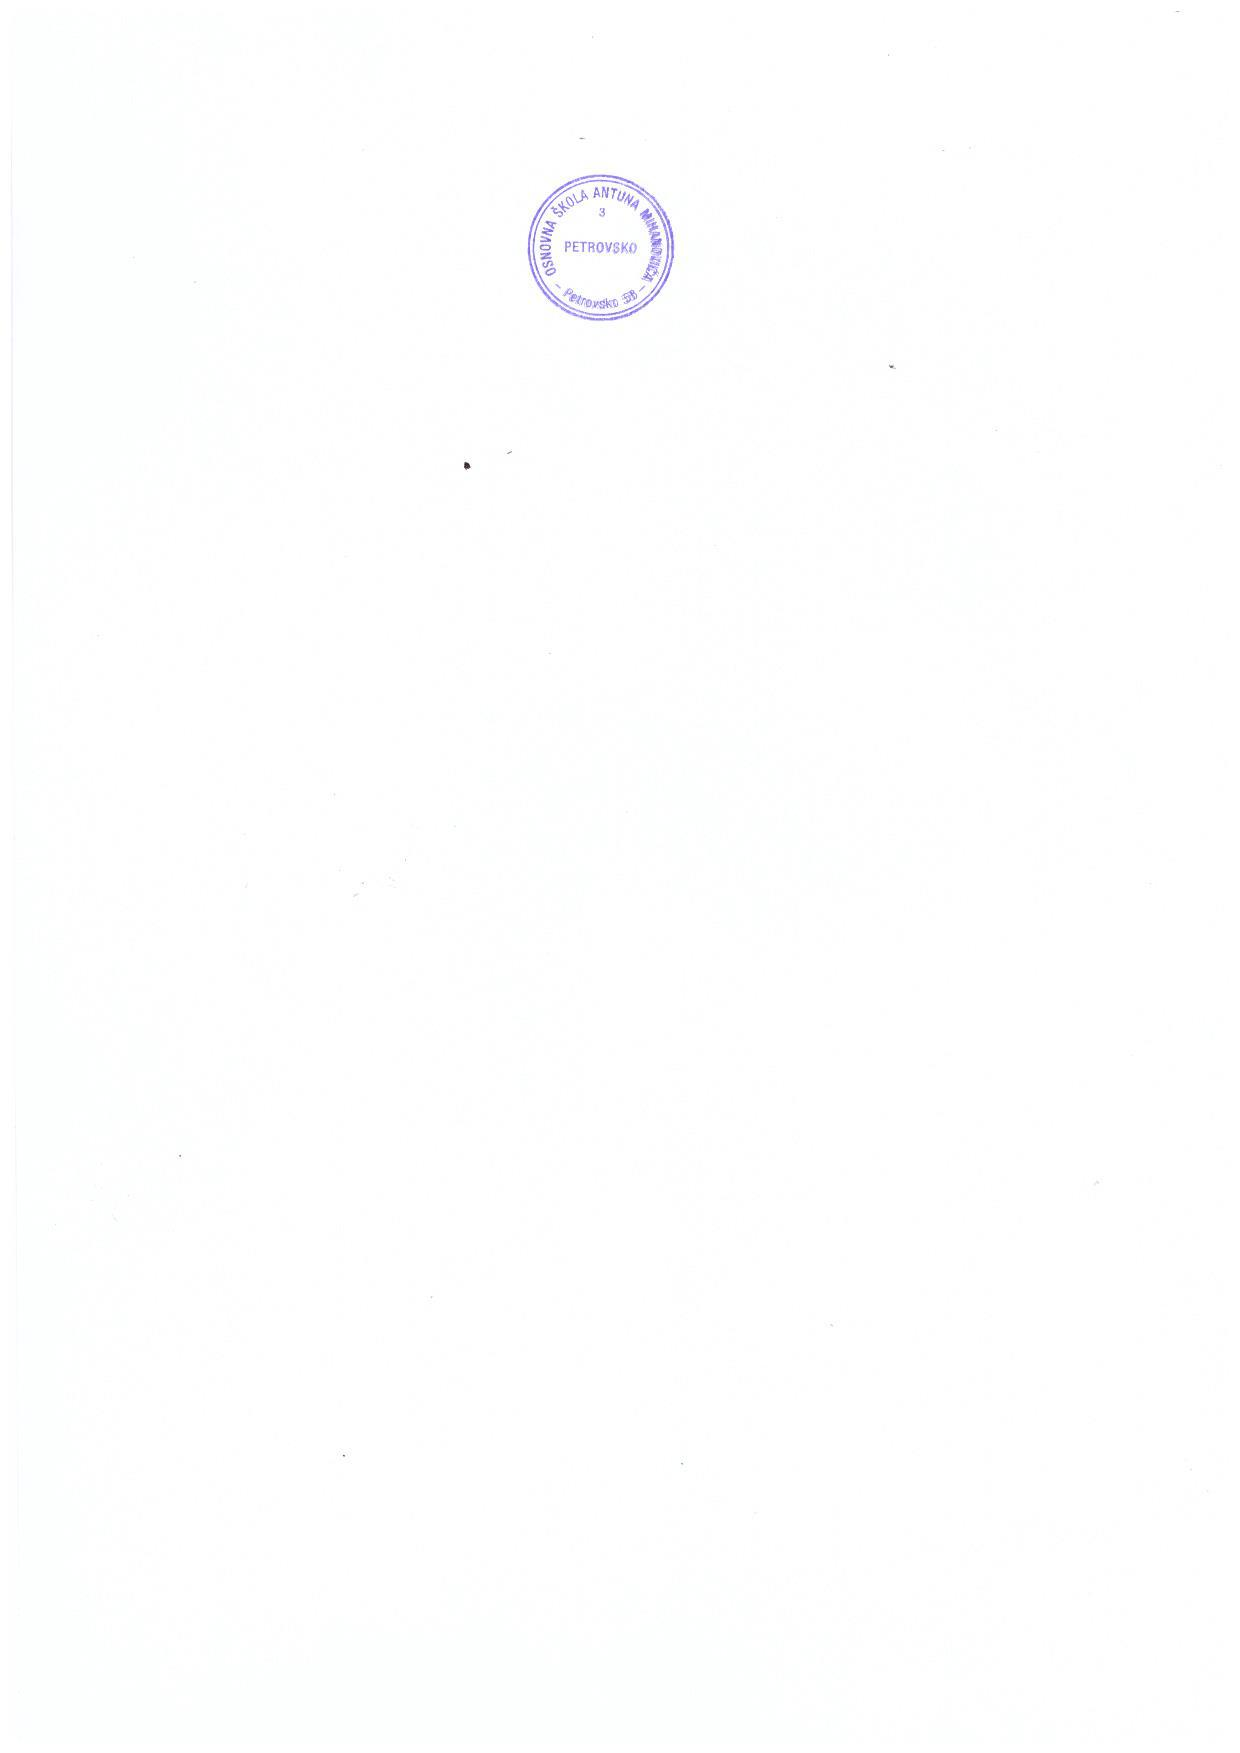 OSNOVNA ŠKOLA ANTUNA MIHANOVIĆA
3
PETROVSKO
- Petrovsko 58 -